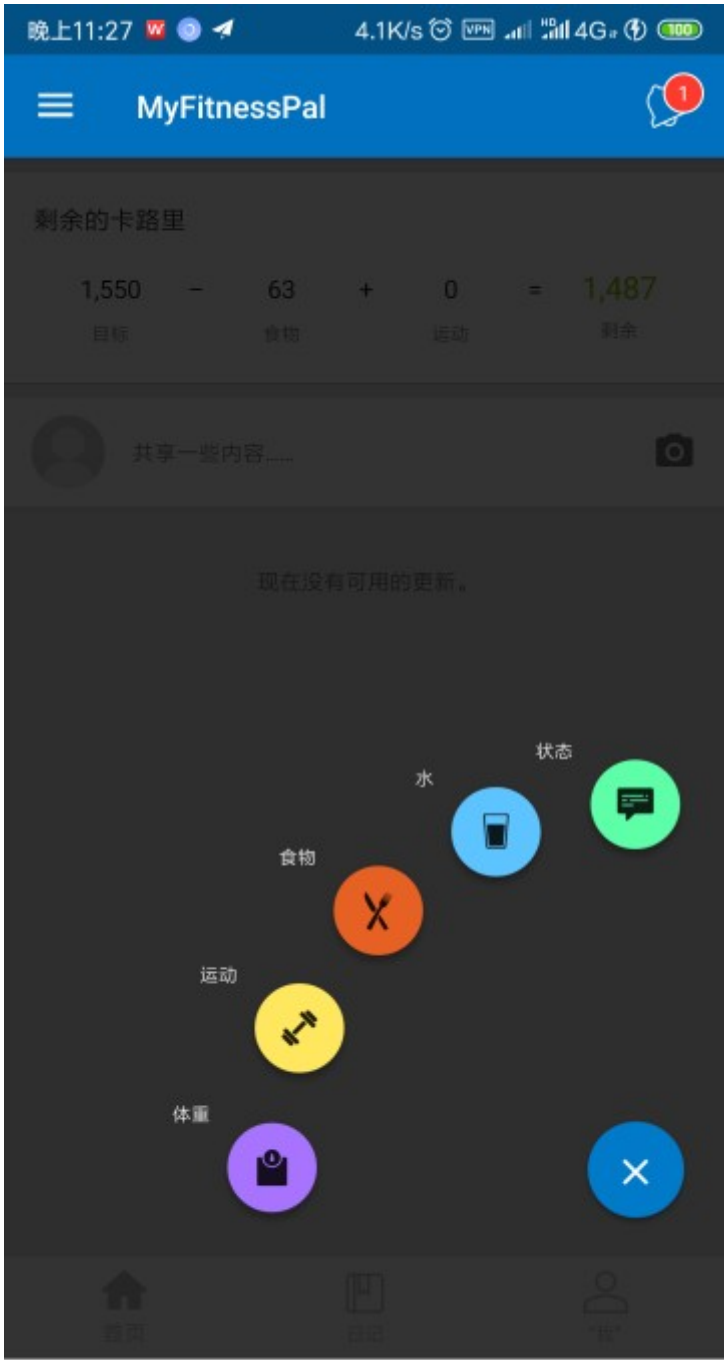 晚上11:27 W 4.1K/s VPN HD 4G 100
MyFitnessPal 1
剩余的卡路里
1,550 − 63 + 0 = 1,487
目标 食物 运动 剩余
共享一些内容......
现在没有可用的更新。
状态
水
食物
运动
体重
首页 日记 "我"